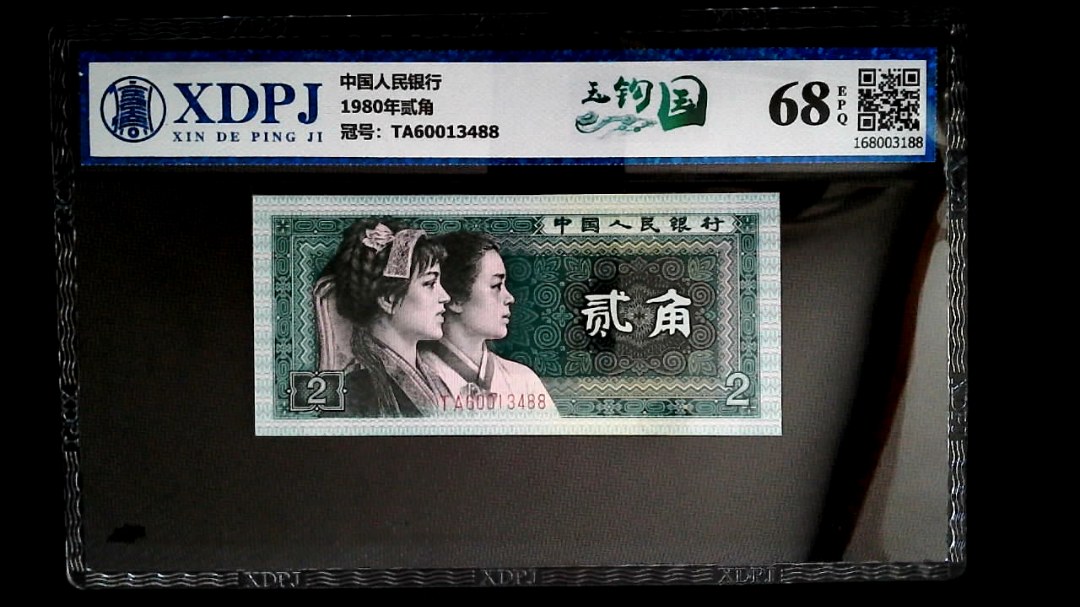 XDPJ
XIN DE PING JI
中国人民银行
1980年贰角
冠号：TA60013488
玉钩国
68
EPQ
168003188
中国人民银行
贰角
2
TA60013488
2
XDPJ
XDPJ
XDPJ